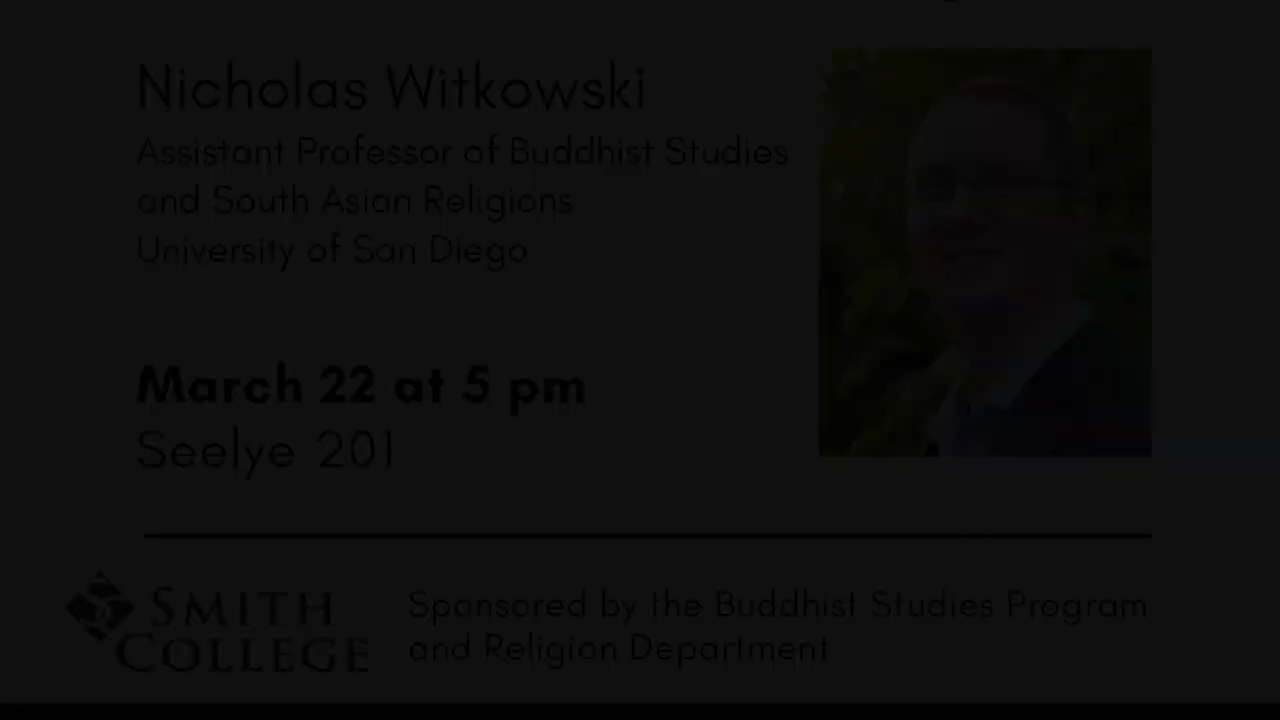 Nicholas Witkowski
Assistant Professor of Buddhist Studies
and South Asian Religions
University of San Diego
March 22 at 5 pm
Seelye 201
SMITH
COLLEGE
Sponsored by the Buddhist Studies Program
and Religion Department